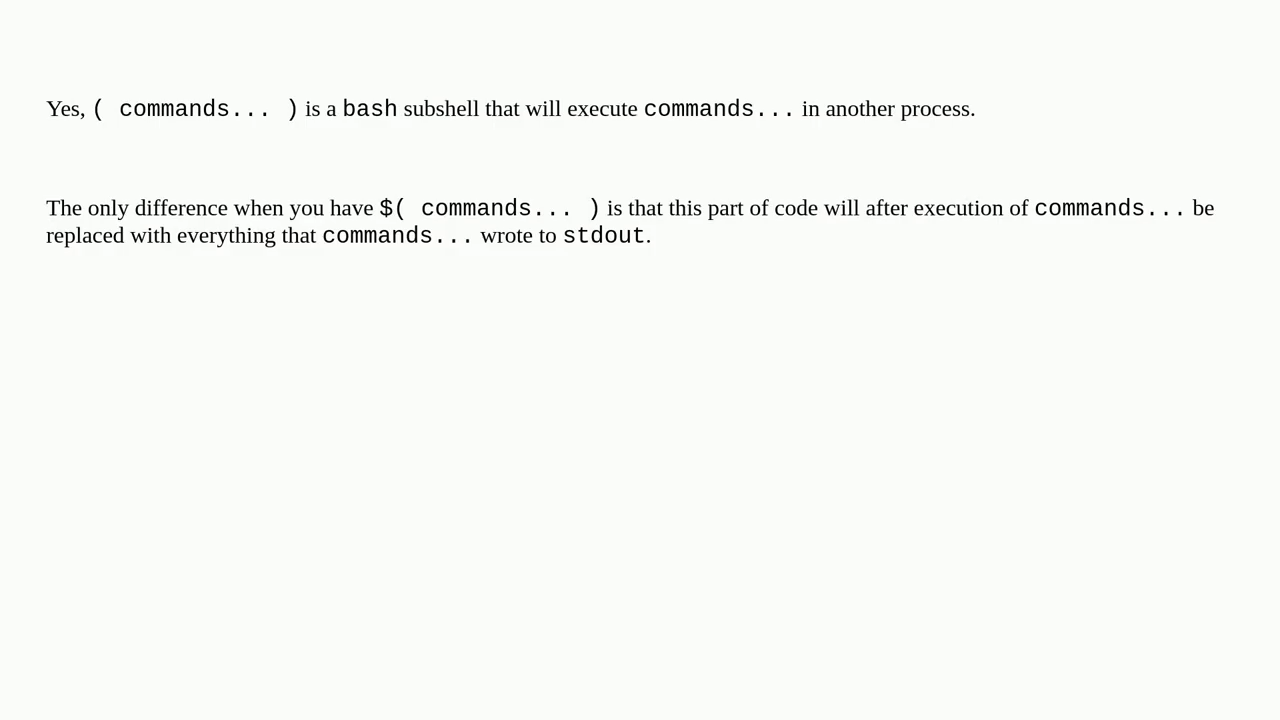 Yes, ( commands... ) is a bash subshell that will execute commands... in another process.
The only difference when you have $( commands... ) is that this part of code will after execution of commands... be
replaced with everything that commands... wrote to stdout.